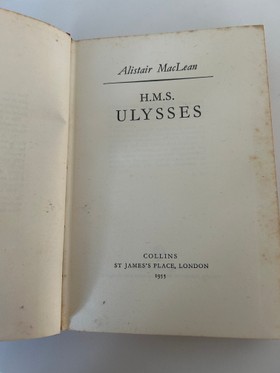 Alistair MacLean
H.M.S.
ULYSSES
COLLINS
ST JAMES'S PLACE, LONDON
1955